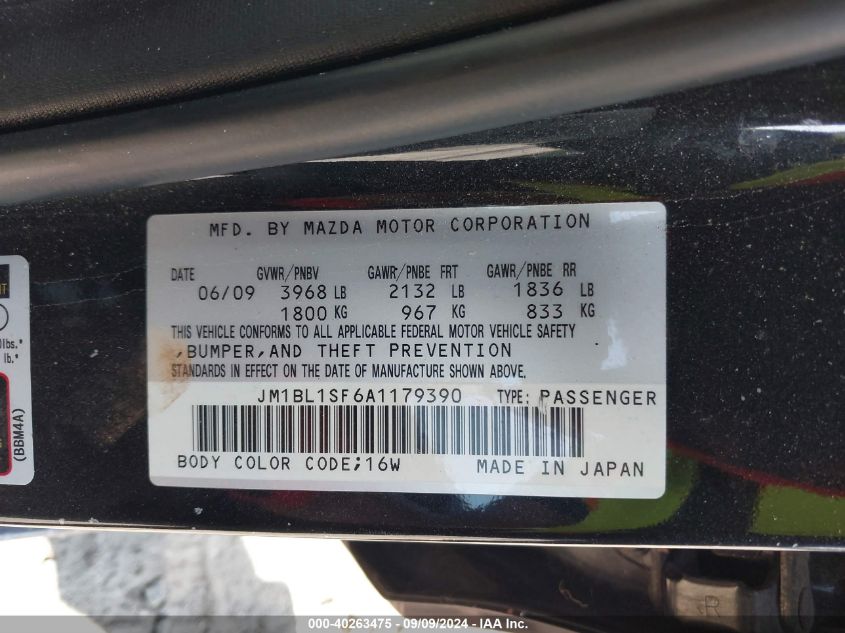 MFD. BY MAZDA MOTOR CORPORATION
DATE GVWR/PNBV GAWR/PNBE FRT GAWR/PNBE RR
06/09 3968 LB 2132 LB 1836 LB
1800 KG 967 KG 833 KG
THIS VEHICLE CONFORMS TO ALL APPLICABLE FEDERAL MOTOR VEHICLE SAFETY
,BUMPER,AND THEFT PREVENTION
STANDARDS IN EFFECT ON THE DATE OF MANUFACTURE SHOWN ABOVE.
JM1BL1SF6A1179390 TYPE: PASSENGER
BODY COLOR CODE;16W MADE IN JAPAN
lbs.*
lb.*
(BBM4A)
R
000-40263475 - 09/09/2024 - IAA Inc.